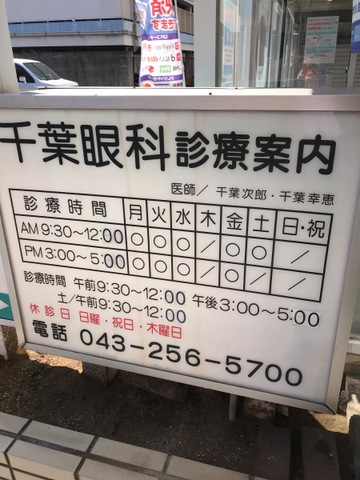 千葉眼科診療案内
医師/ 千葉次郎・千葉幸恵
診療時間 月 火 水 木 金 土 日・祝
AM 9:30~12:00 ○ ○ ○ / ○ ○ /
PM 3:00~5:00 ○ ○ ○ / ○ / /
診療時間 午前9:30~12:00 午後3:00~5:00
土/午前9:30~12:00
休診日 日曜・祝日・木曜日
電話 043-256-5700